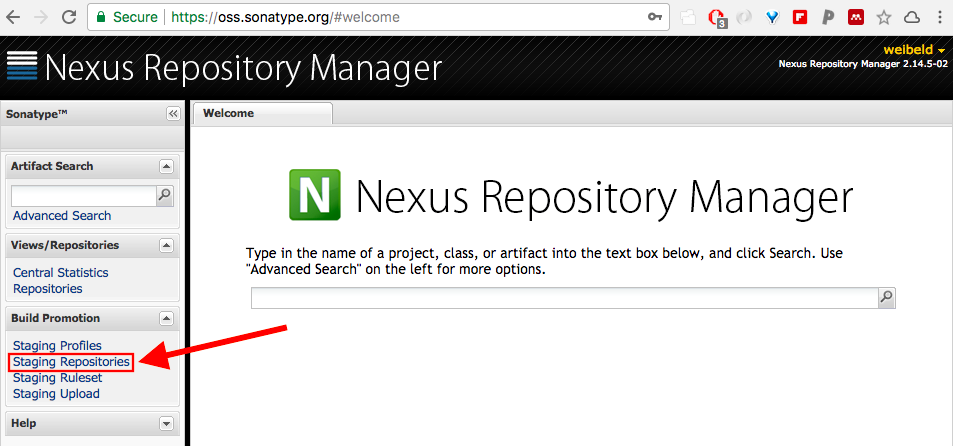 Secure https://oss.sonatype.org/#welcome
3
Nexus Repository Manager
weibeld
Nexus Repository Manager 2.14.5-02
Sonatype™
Welcome
Artifact Search
Advanced Search
Views/Repositories
Central Statistics
Repositories
Build Promotion
Staging Profiles
Staging Repositories
Staging Ruleset
Staging Upload
Help
N Nexus Repository Manager
Type in the name of a project, class, or artifact into the text box below, and click Search. Use
"Advanced Search" on the left for more options.